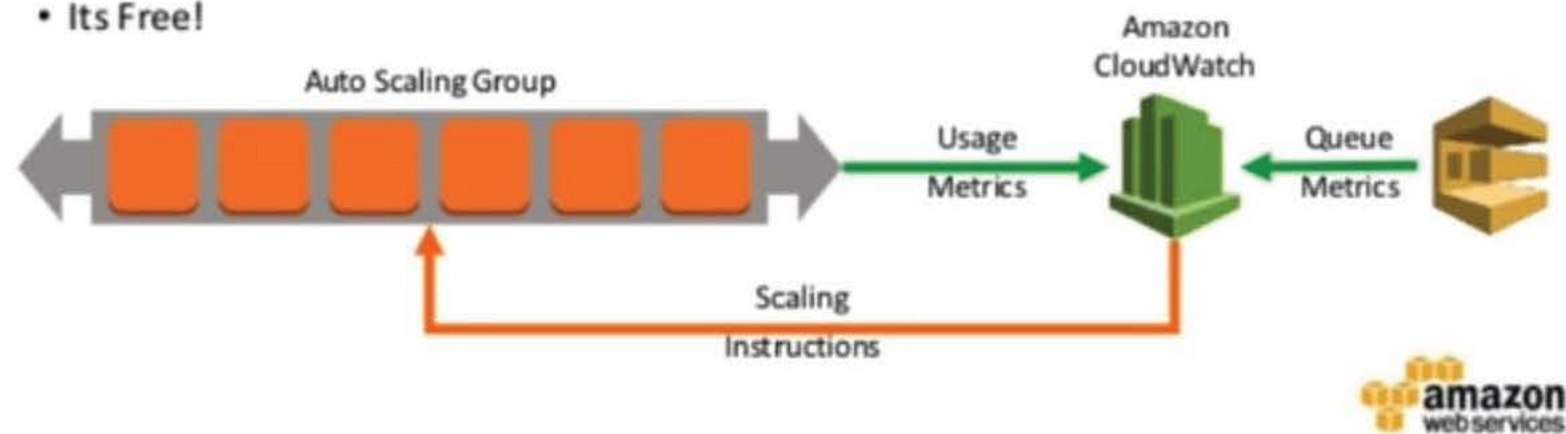 • Its Free!
Amazon
CloudWatch
Auto Scaling Group
Usage
Metrics
Queue
Metrics
Scaling
Instructions
amazon
web services